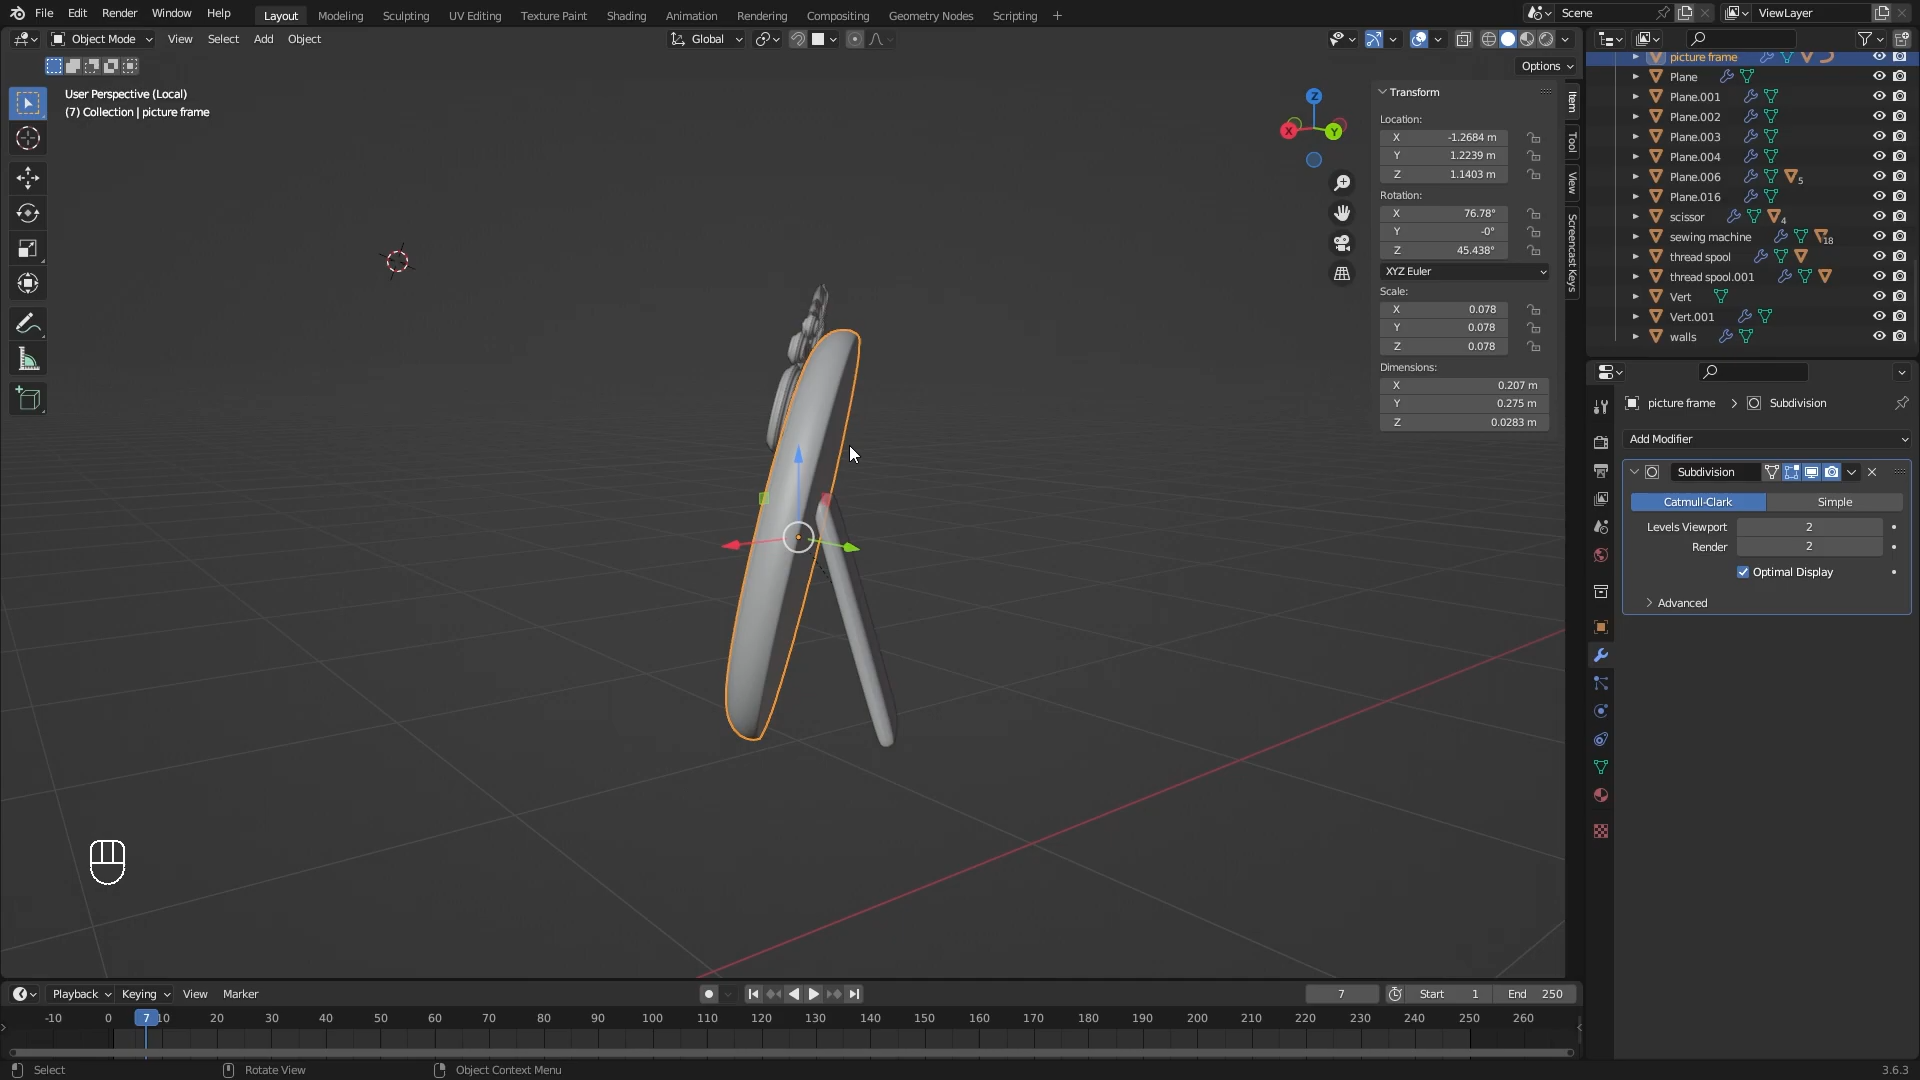 File Edit Render Window Help Layout Modeling Sculpting UV Editing Texture Paint Shading Animation Rendering Compositing Geometry Nodes Scripting + Scene ViewLayer
Object Mode View Select Add Object Global
Options
User Perspective (Local)
(7) Collection | picture frame
Z
X
Y
Transform
Location:
X -1.2684 m
Y 1.2239 m
Z 1.1403 m
Rotation:
X 76.78°
Y -0°
Z 45.438°
XYZ Euler
Scale:
X 0.078
Y 0.078
Z 0.078
Dimensions:
X 0.207 m
Y 0.275 m
Z 0.0283 m
Item
Tool
View
Screencast Keys
picture frame
Plane
Plane.001
Plane.002
Plane.003
Plane.004
Plane.006 5
Plane.016
scissor 4
sewing machine 18
thread spool
thread spool.001
Vert
Vert.001
walls
picture frame > Subdivision
Add Modifier
Subdivision
Catmull-Clark Simple
Levels Viewport 2
Render 2
Optimal Display
Advanced
Playback Keying View Marker 7 Start 1 End 250
-10 0 7 10 20 30 40 50 60 70 80 90 100 110 120 130 140 150 160 170 180 190 200 210 220 230 240 250 260
Select Rotate View Object Context Menu 3.6.3